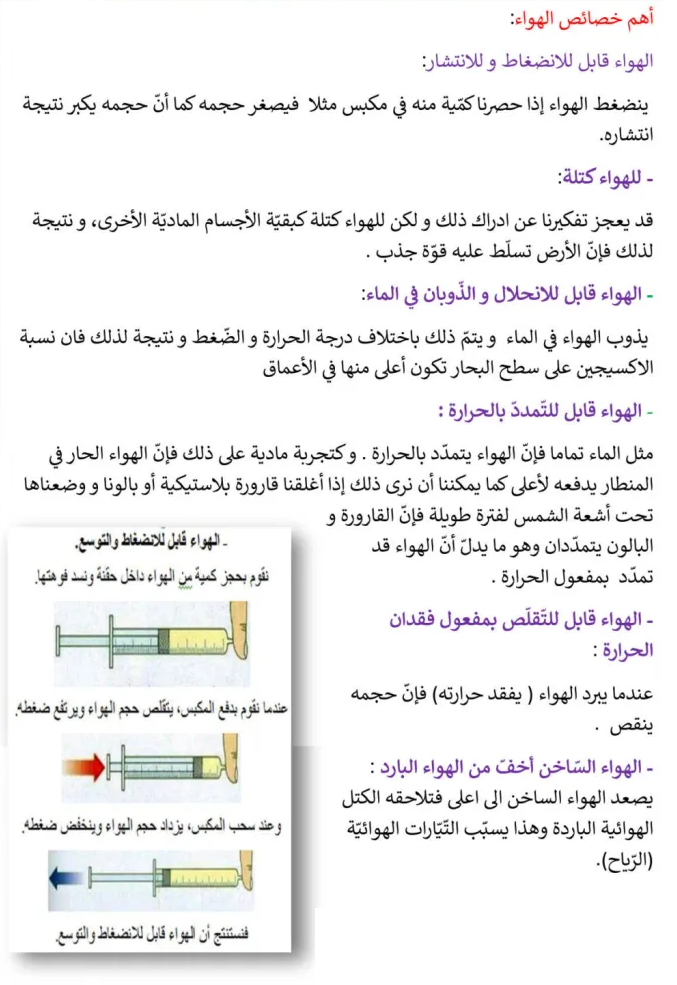 أهم خصائص الهواء:
الهواء قابل للانضغاط و للانتشار:
ينضغط الهواء إذا حصرنا كمّية منه في مكبس مثلا فيصغر حجمه كما أنّ حجمه يكبر نتيجة
انتشاره.
- للهواء كتلة:
قد يعجز تفكيرنا عن ادراك ذلك و لكن للهواء كتلة كبقيّة الأجسام الماديّة الأخرى، و نتيجة
لذلك فإنّ الأرض تسلّط عليه قوّة جذب .
- الهواء قابل للانحلال و الذّوبان في الماء:
يذوب الهواء في الماء و يتمّ ذلك باختلاف درجة الحرارة و الضّغط و نتيجة لذلك فان نسبة
الاكسيجين على سطح البحار تكون أعلى منها في الأعماق
- الهواء قابل للتّمددّ بالحرارة :
مثل الماء تماما فإنّ الهواء يتمدّد بالحرارة . و كتجربة مادية على ذلك فإنّ الهواء الحار في
المنطار يدفعه لأعلى كما يمكننا أن نرى ذلك إذا أغلقنا قارورة بلاستيكية أو بالونا و وضعناها
تحت أشعة الشمس لفترة طويلة فإنّ القارورة و
البالون يتمدّدان وهو ما يدلّ أنّ الهواء قد
تمدّد بمفعول الحرارة .
- الهواء قابل للتّقلّص بمفعول فقدان
الحرارة :
عندما يبرد الهواء ( يفقد حرارته) فإنّ حجمه
ينقص .
- الهواء السّاخن أخفّ من الهواء البارد :
يصعد الهواء الساخن الى اعلى فتلاحقه الكتل
الهوائية الباردة وهذا يسبّب التّيّارات الهوائيّة
(الرّياح).
- الهواء قابل للانضغاط والتوسع.
نقوم بحجز كمية من الهواء داخل حقنة ونسد فوهتها.
عندما نقوم بدفع المكبس، يتقلص حجم الهواء ويرتفع ضغطه.
وعند سحب المكبس، يزداد حجم الهواء وينخفض ضغطه.
فنستنتج أن الهواء قابل للانضغاط والتوسع.